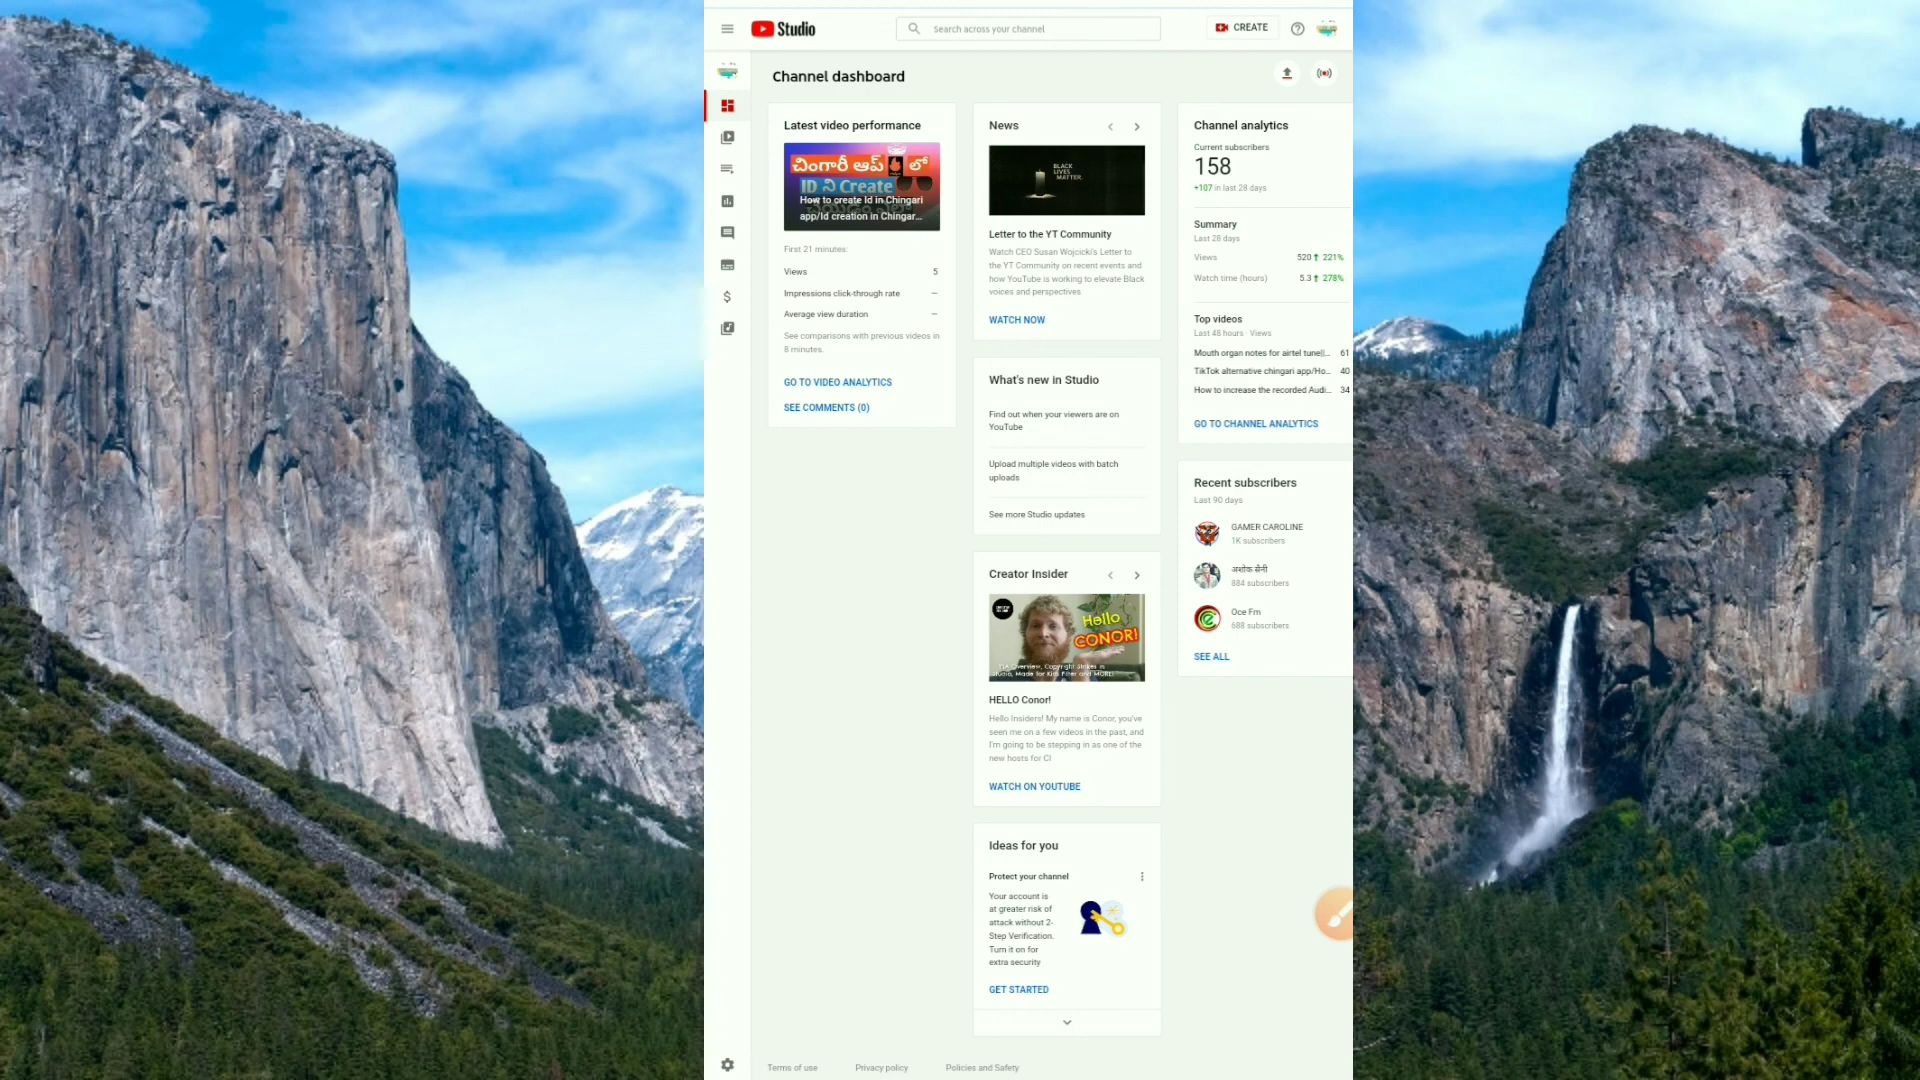 Studio
Search across your channel
CREATE
Channel dashboard
Latest video performance
చింగారీ ఆప్ లో
ID ని Create
How to create Id in Chingari
app/Id creation in Chingar...
First 21 minutes:
Views 5
Impressions click-through rate –
Average view duration –
See comparisons with previous videos in
8 minutes.
GO TO VIDEO ANALYTICS
SEE COMMENTS (0)
News
BLACK
LIVES
MATTER.
Letter to the YT Community
Watch CEO Susan Wojcicki's Letter to
the YT Community on recent events and
how YouTube is working to elevate Black
voices and perspectives
WATCH NOW
What's new in Studio
Find out when your viewers are on
YouTube
Upload multiple videos with batch
uploads
See more Studio updates
Creator Insider
Hello
CONOR!
Overview, Copyright Strikes in
Studio, Made for Kids Filter and MORE!
HELLO Conor!
Hello Insiders! My name is Conor, you've
seen me on a few videos in the past, and
I'm going to be stepping in as one of the
new hosts for CI
WATCH ON YOUTUBE
Ideas for you
Protect your channel
Your account is
at greater risk of
attack without 2-
Step Verification.
Turn it on for
extra security
GET STARTED
Channel analytics
Current subscribers
158
+107 in last 28 days
Summary
Last 28 days
Views 520 221%
Watch time (hours) 5.3 278%
Top videos
Last 48 hours · Views
Mouth organ notes for airtel tune||... 61
TikTok alternative chingari app/Ho... 40
How to increase the recorded Audi... 34
GO TO CHANNEL ANALYTICS
Recent subscribers
Last 90 days
GAMER CAROLINE
1K subscribers
अशोक सैनी
884 subscribers
Oce Fm
688 subscribers
SEE ALL
Terms of use
Privacy policy
Policies and Safety